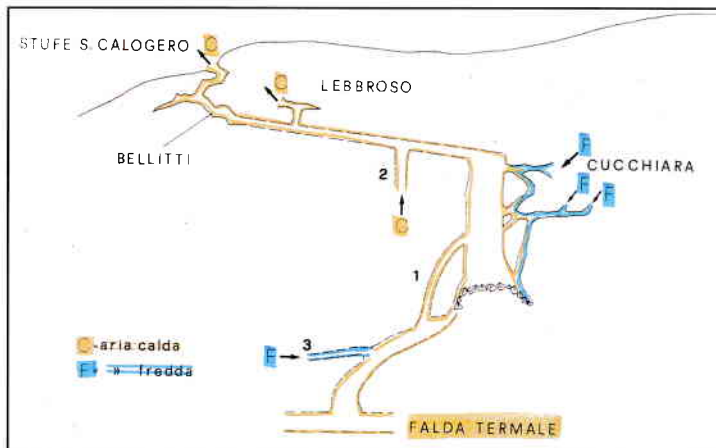 STUFE S. CALOGERO
C
C
LEBBROSO
BELLITTI
F
CUCCHIARA
F
F
2
C
1
3
F
C-aria calda
F- » fredda
FALDA TERMALE